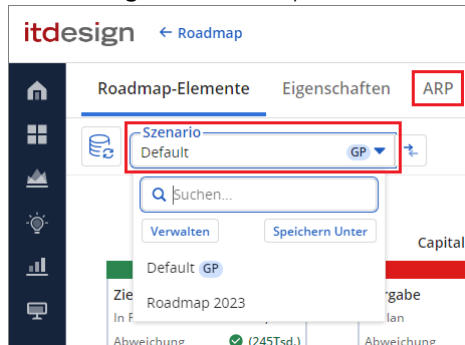 itdesign ← Roadmap
Roadmap-Elemente Eigenschaften ARP
Szenario
Default GP
Suchen...
Verwalten Speichern Unter
Capital
Default GP
Roadmap 2023
Zie
rgabe
In F
lan
Abweichung (245Tsd.) Abweichung